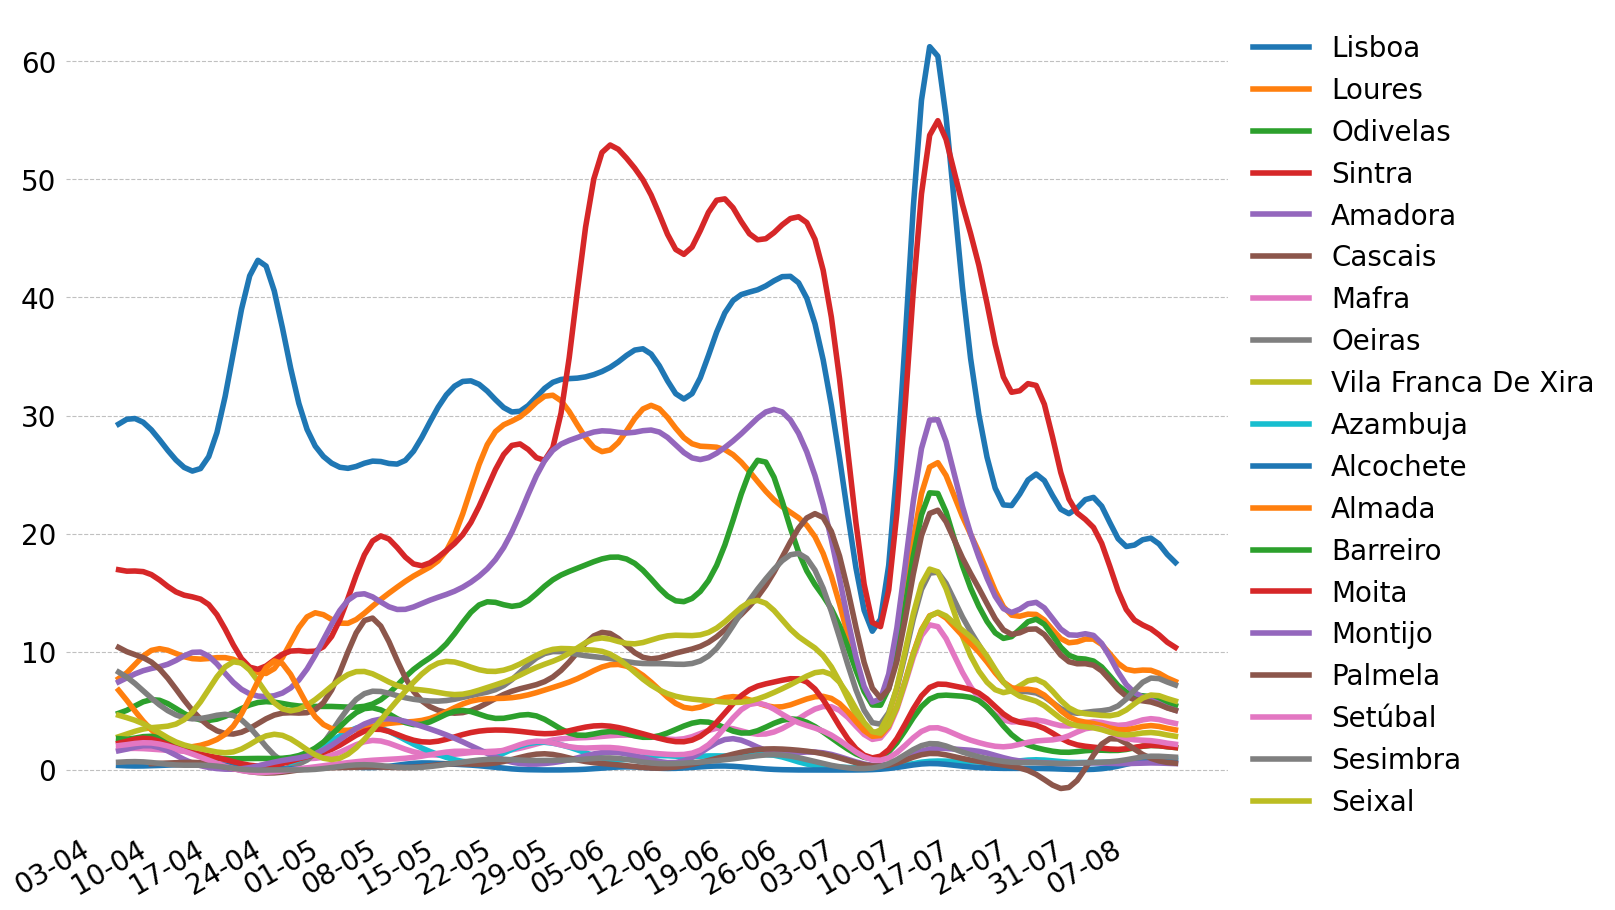 60
50
40
30
20
10
0
03-04
10-04
17-04
24-04
01-05
08-05
15-05
22-05
29-05
05-06
12-06
19-06
26-06
03-07
10-07
17-07
24-07
31-07
07-08
Lisboa
Loures
Odivelas
Sintra
Amadora
Cascais
Mafra
Oeiras
Vila Franca De Xira
Azambuja
Alcochete
Almada
Barreiro
Moita
Montijo
Palmela
Setúbal
Sesimbra
Seixal